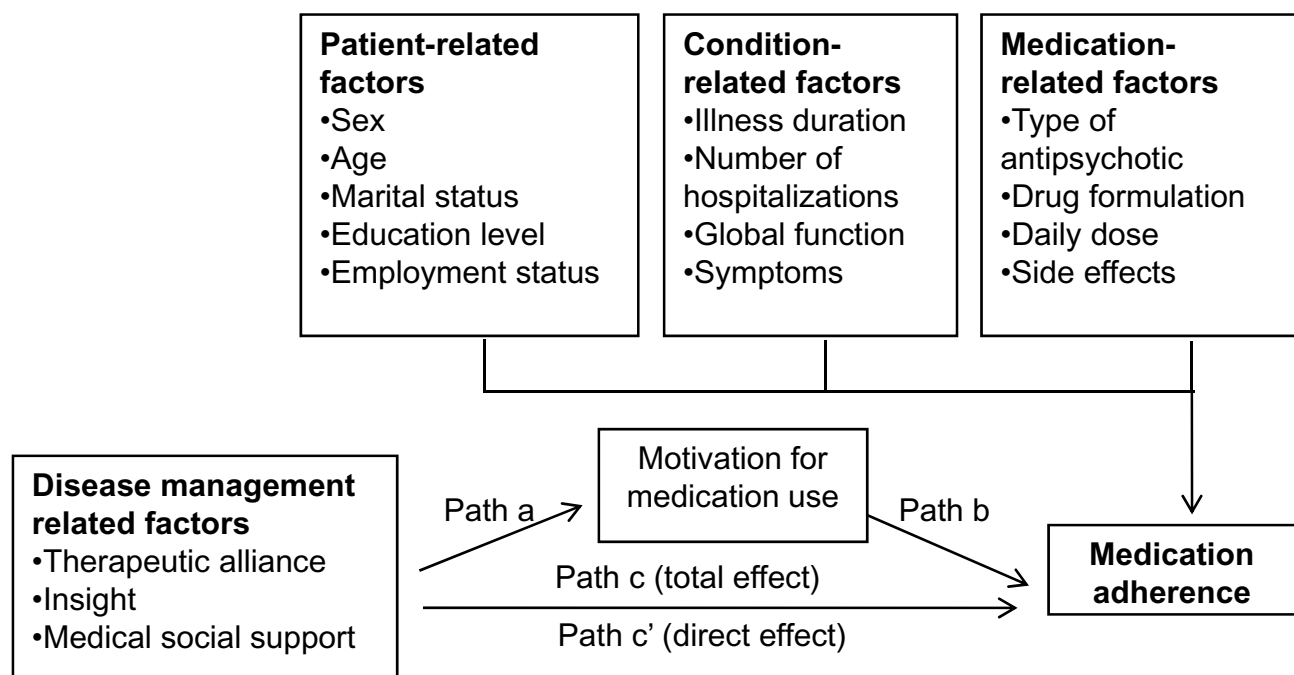 Patient-related
factors
•Sex
•Age
•Marital status
•Education level
•Employment status
Condition-
related factors
•Illness duration
•Number of
hospitalizations
•Global function
•Symptoms
Medication-
related factors
•Type of
antipsychotic
•Drug formulation
•Daily dose
•Side effects
Disease management
related factors
•Therapeutic alliance
•Insight
•Medical social support
Path a
Motivation for
medication use
Path b
Path c (total effect)
Path c’ (direct effect)
Medication
adherence